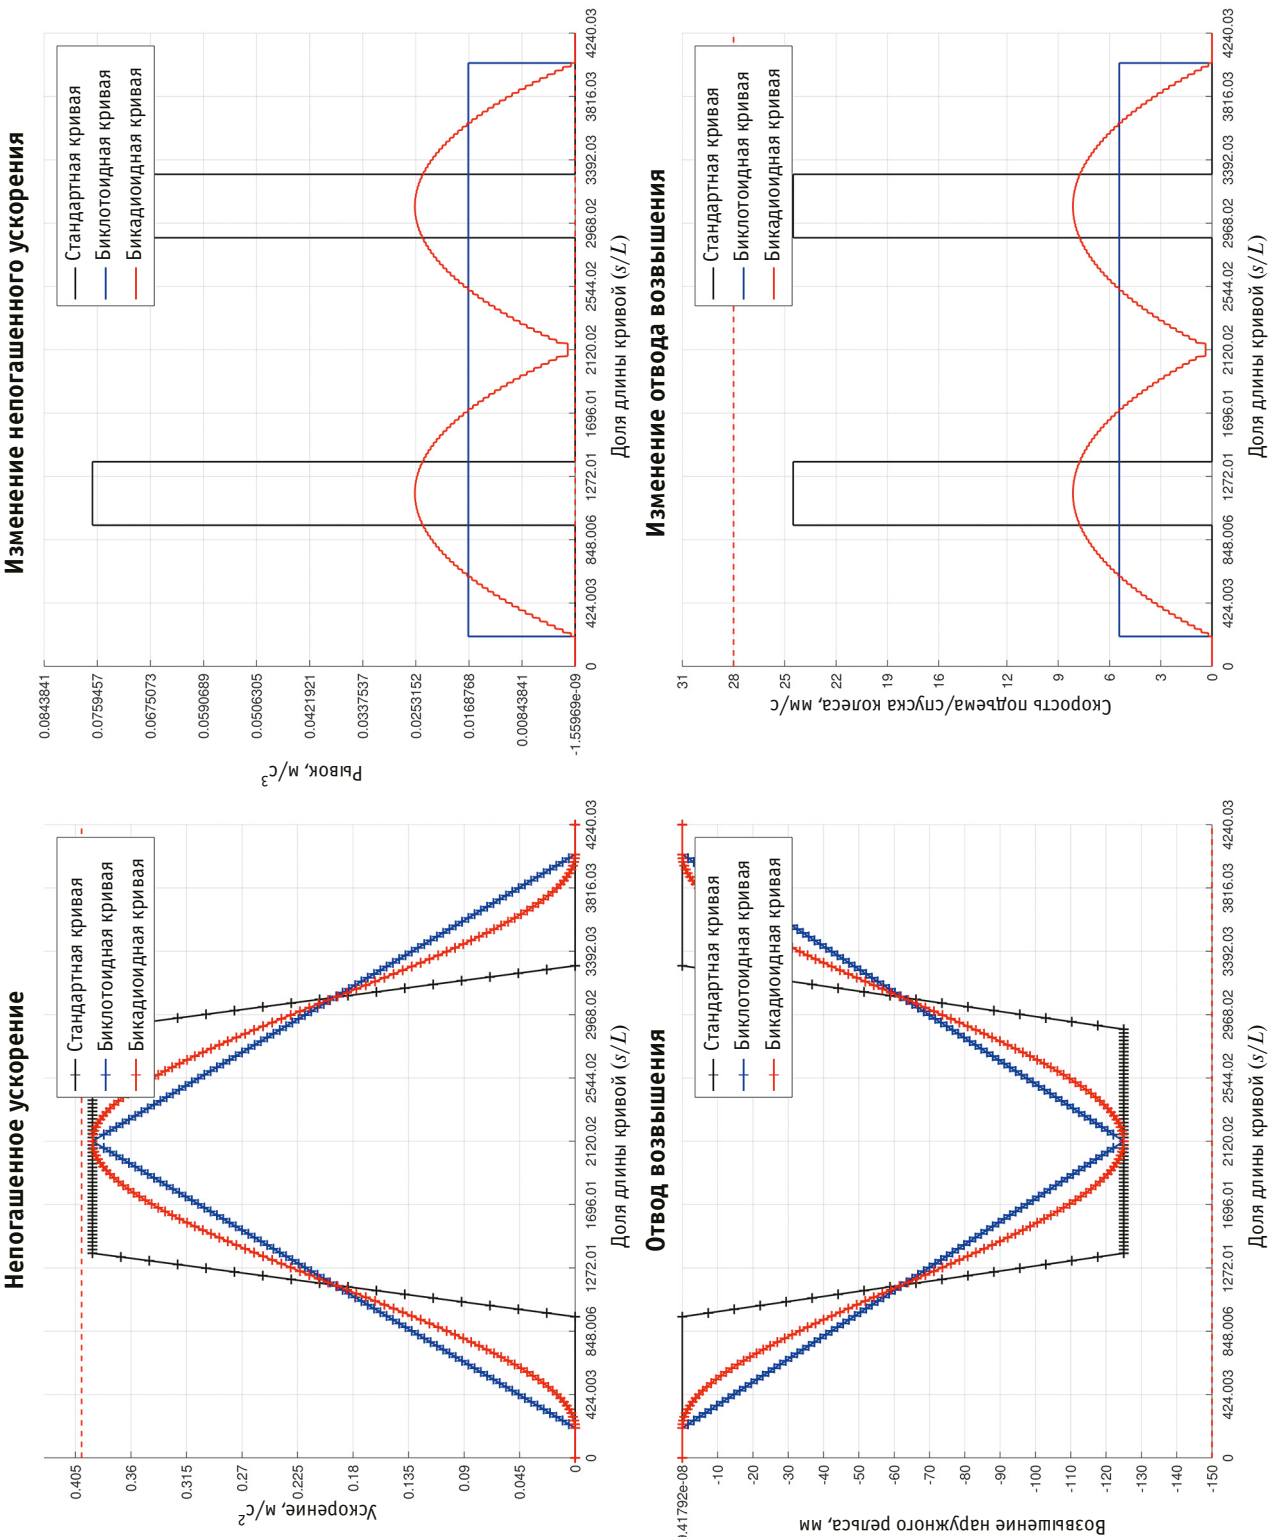 Непогашенное ускорение
Ускорение, м/с²
0.405
0.36
0.315
0.27
0.225
0.18
0.135
0.09
0.045
0
Стандартная кривая
Биклотоидная кривая
Бикадиоидная кривая
0 424.003 848.006 1272.01 1696.01 2120.02 2544.02 2968.02 3392.03 3816.03 4240.03
Доля длины кривой (s/L)
Изменение непогашенного ускорения
Рывок, м/с³
0.0843841
0.0759457
0.0675073
0.0590689
0.0506305
0.0421921
0.0337537
0.0253152
0.0168768
0.00843841
-1.55969e-09
Стандартная кривая
Биклотоидная кривая
Бикадиоидная кривая
0 424.003 848.006 1272.01 1696.01 2120.02 2544.02 2968.02 3392.03 3816.03 4240.03
Доля длины кривой (s/L)
Отвод возвышения
Возвышение наружного рельса, мм
-10
-20
-30
-40
-50
-60
-70
-80
-90
-100
-110
-120
-130
-140
-150
Стандартная кривая
Биклотоидная кривая
Бикадиоидная кривая
0 424.003 848.006 1272.01 1696.01 2120.02 2544.02 2968.02 3392.03 3816.03 4240.03
Доля длины кривой (s/L)
Изменение отвода возвышения
Скорость подъема/спуска колеса, мм/с
31
28
25
22
19
16
12
9
6
3
0
Стандартная кривая
Биклотоидная кривая
Бикадиоидная кривая
0 424.003 848.006 1272.01 1696.01 2120.02 2544.02 2968.02 3392.03 3816.03 4240.03
Доля длины кривой (s/L)